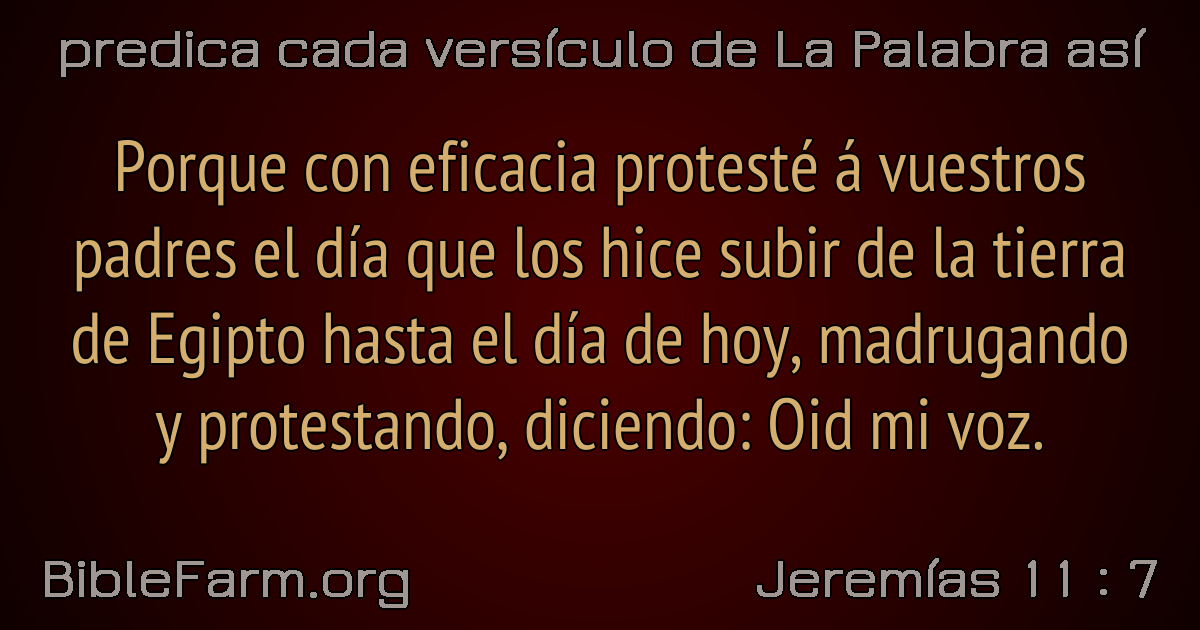 predica cada versículo de La Palabra así
Porque con eficacia protesté á vuestros
padres el día que los hice subir de la tierra
de Egipto hasta el día de hoy, madrugando
y protestando, diciendo: Oid mi voz.
BibleFarm.org
Jeremías 11 : 7